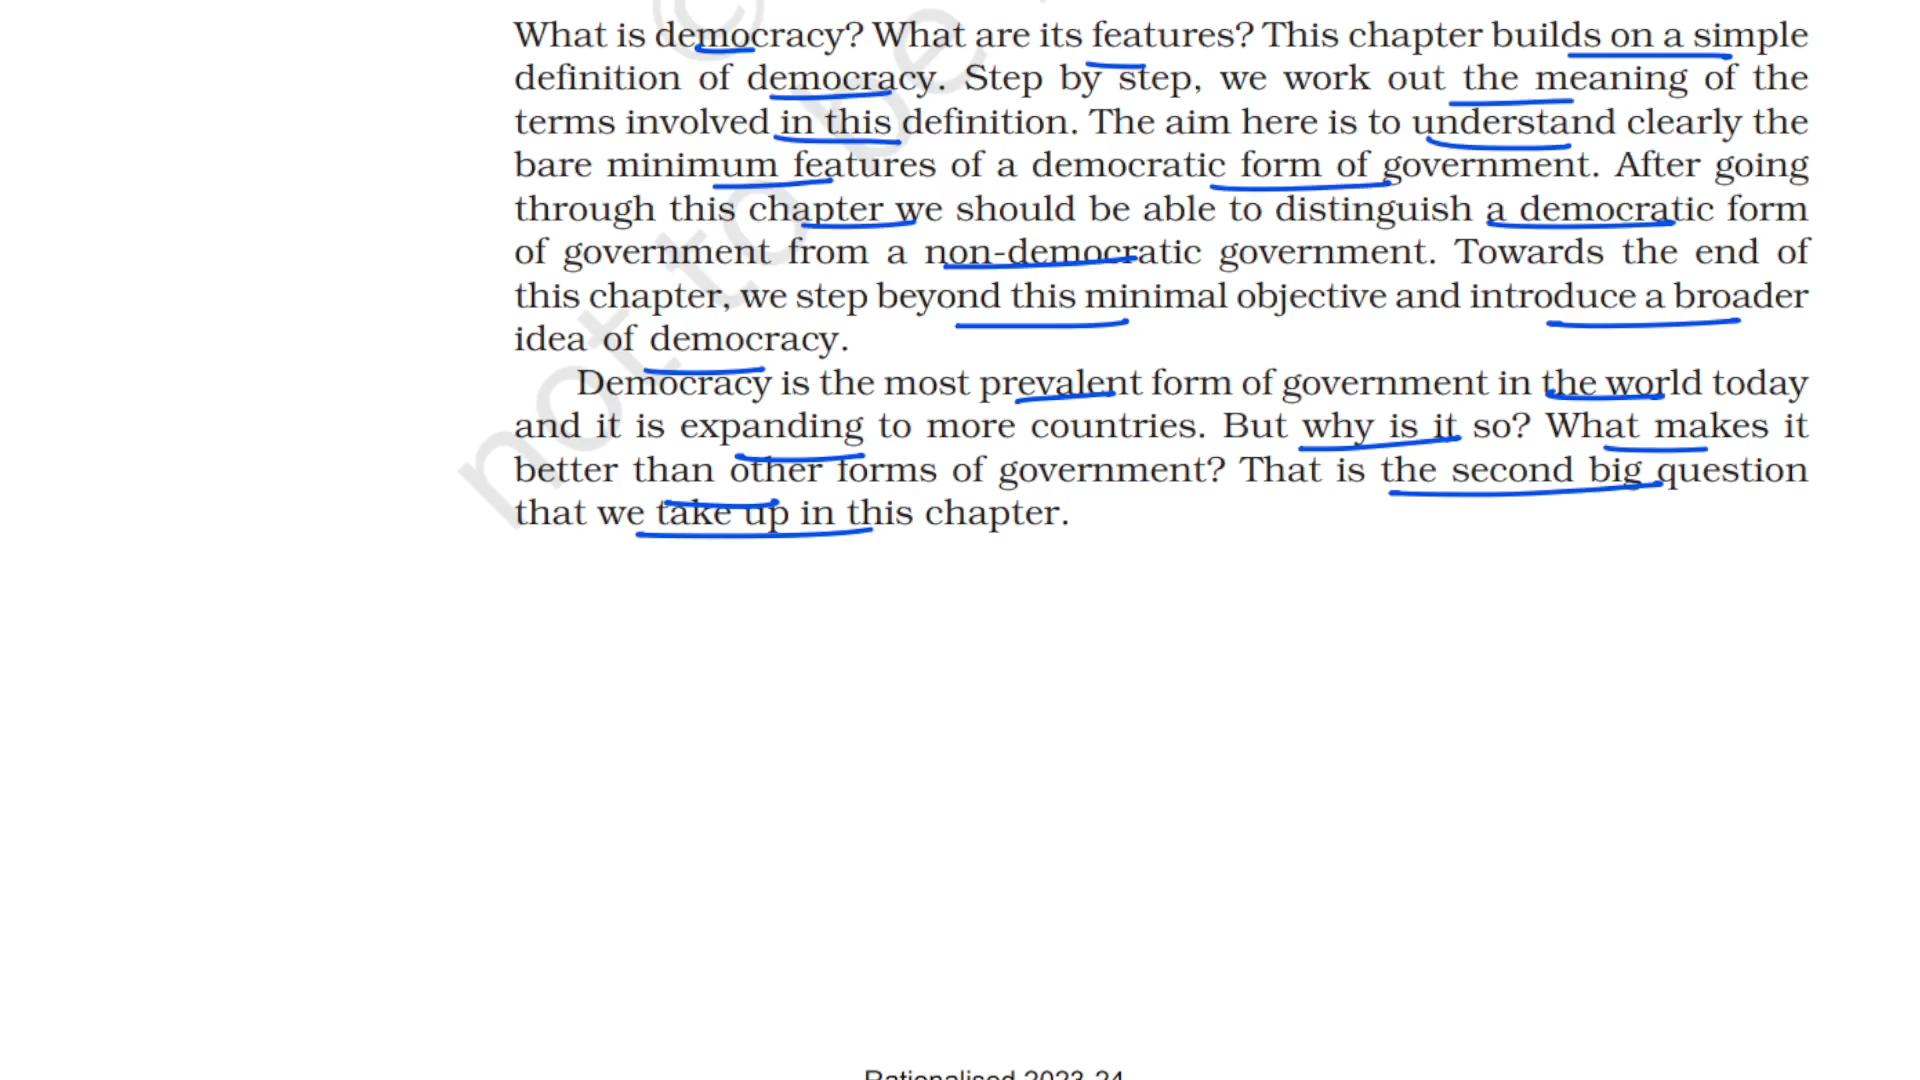 What is democracy? What are its features? This chapter builds on a simple
definition of democracy. Step by step, we work out the meaning of the
terms involved in this definition. The aim here is to understand clearly the
bare minimum features of a democratic form of government. After going
through this chapter we should be able to distinguish a democratic form
of government from a non-democratic government. Towards the end of
this chapter, we step beyond this minimal objective and introduce a broader
idea of democracy.
Democracy is the most prevalent form of government in the world today
and it is expanding to more countries. But why is it so? What makes it
better than other forms of government? That is the second big question
that we take up in this chapter.
© not to be
Rationalised 2023-24